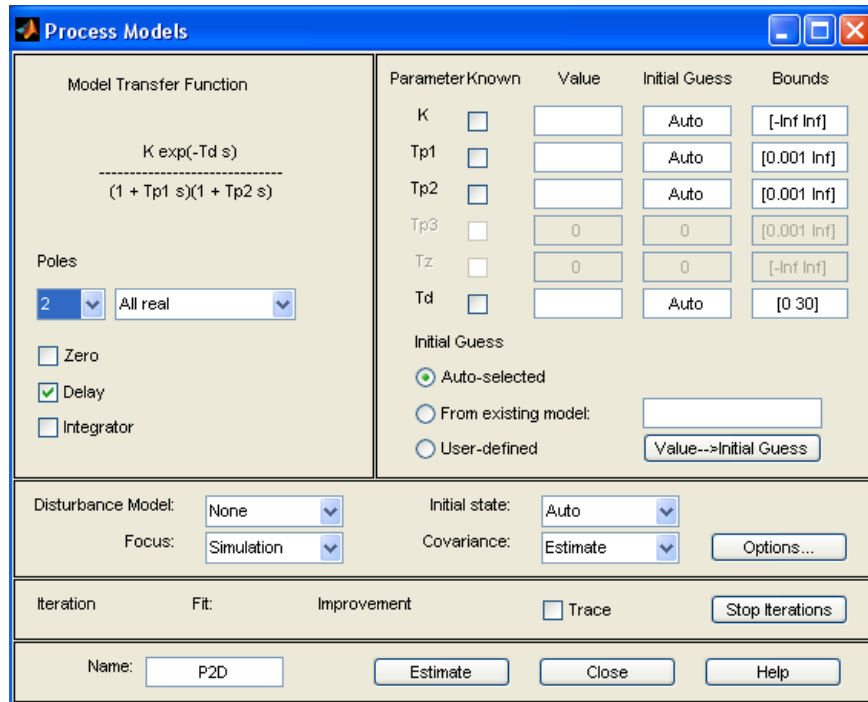 Process Models
Model Transfer Function
K exp(-Td s)
------------------------------
(1 + Tp1 s)(1 + Tp2 s)
Poles
2 All real
Zero
Delay
Integrator
Parameter Known Value Initial Guess Bounds
K Auto [-Inf Inf]
Tp1 Auto [0.001 Inf]
Tp2 Auto [0.001 Inf]
Tp3 0 0 [0.001 Inf]
Tz 0 0 [-Inf Inf]
Td Auto [0 30]
Initial Guess
Auto-selected
From existing model:
User-defined Value-->Initial Guess
Disturbance Model: None Initial state: Auto
Focus: Simulation Covariance: Estimate Options...
Iteration Fit: Improvement Trace Stop Iterations
Name: P2D Estimate Close Help